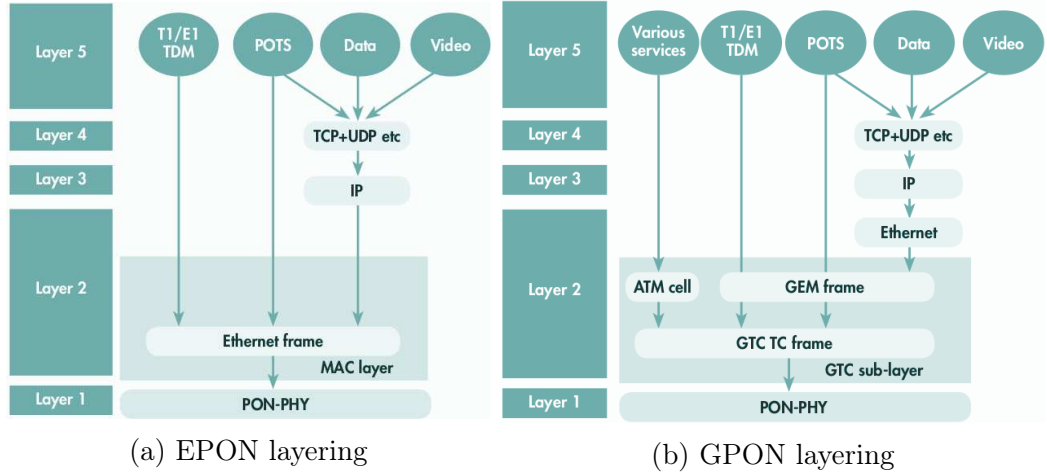 Layer 5
T1/E1
TDM
POTS
Data
Video
Layer 4
TCP+UDP etc
Layer 3
IP
Layer 2
Ethernet frame
MAC layer
Layer 1
PON-PHY
(a) EPON layering
Layer 5
Various
services
T1/E1
TDM
POTS
Data
Video
Layer 4
TCP+UDP etc
Layer 3
IP
Ethernet
Layer 2
ATM cell
GEM frame
GTC TC frame
GTC sub-layer
Layer 1
PON-PHY
(b) GPON layering